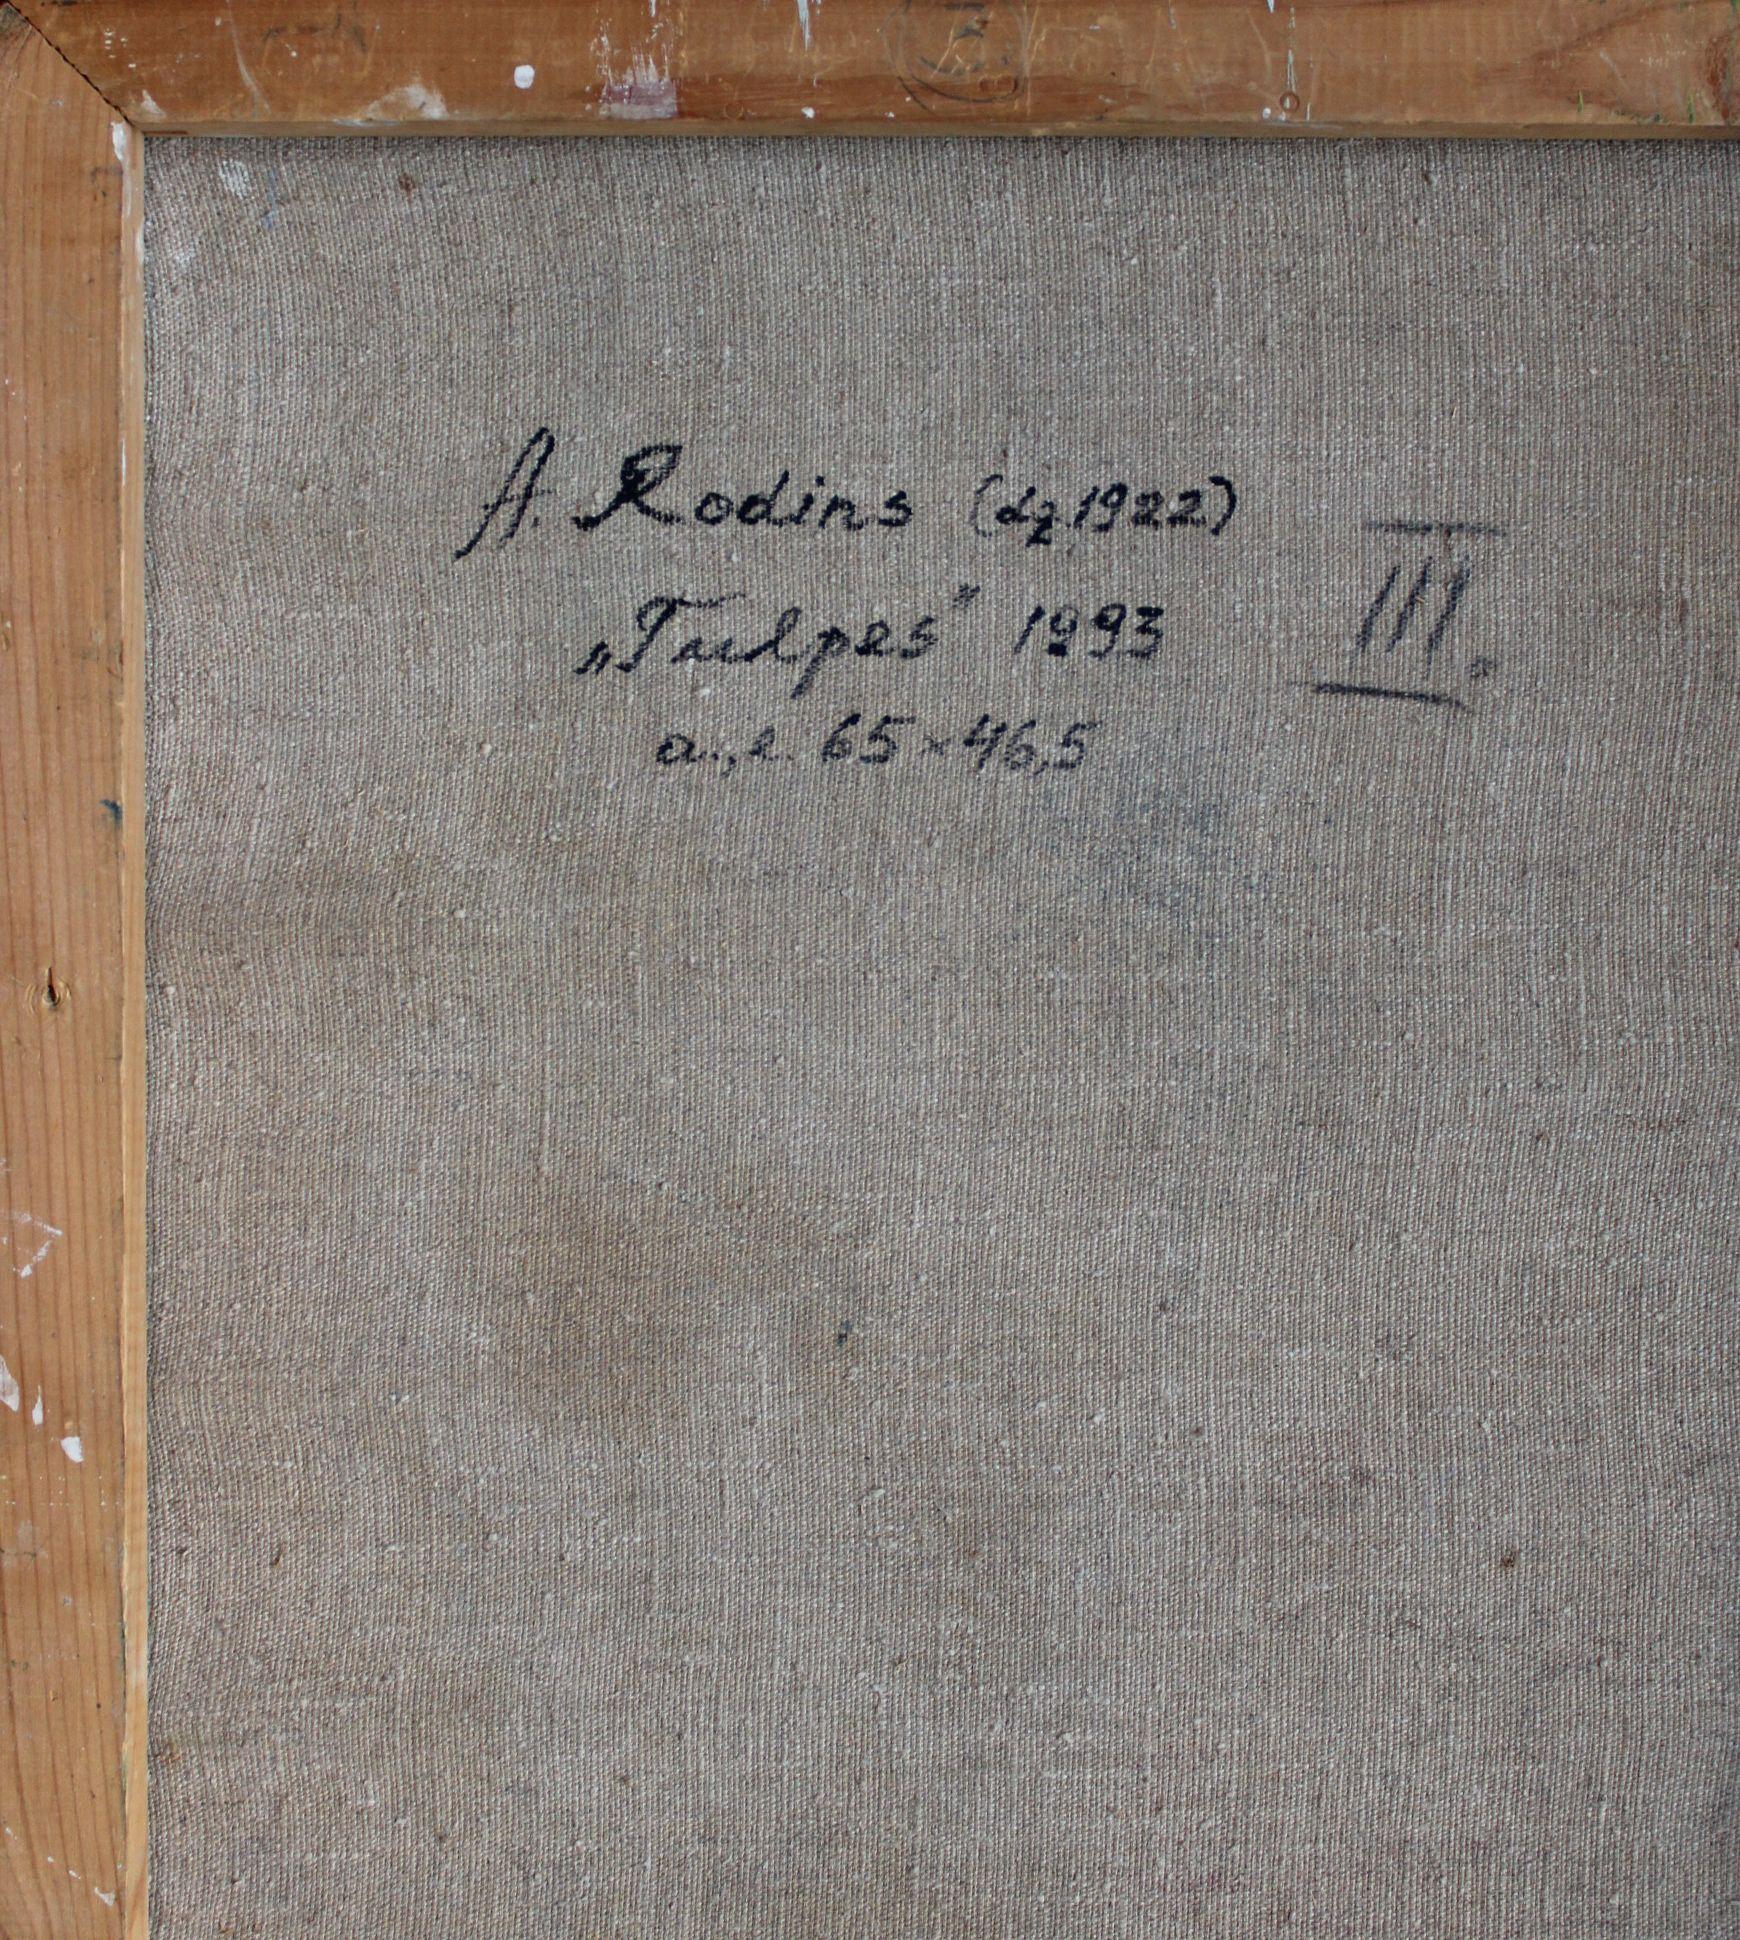 A. Rodins (dz. 1922)
„Tulpes" 1993
a., e. 65 x 46,5
III.